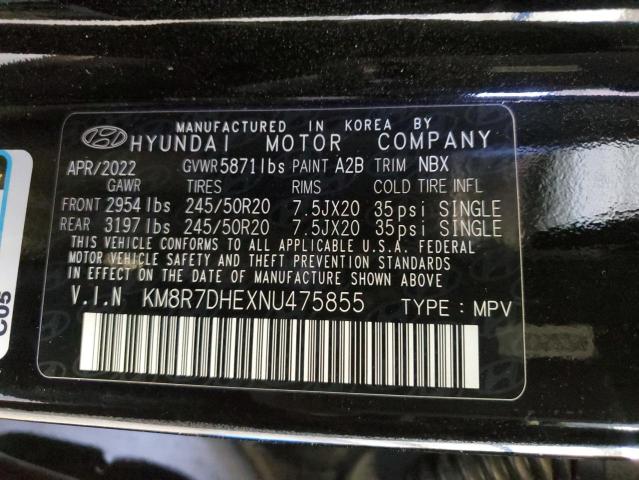 MANUFACTURED IN KOREA BY
HYUNDAI MOTOR COMPANY
APR/2022 GVWR5871lbs PAINT A2B TRIM NBX
GAWR TIRES RIMS COLD TIRE INFL
FRONT 2954lbs 245/50R20 7.5JX20 35psi SINGLE
REAR 3197lbs 245/50R20 7.5JX20 35psi SINGLE
THIS VEHICLE CONFORMS TO ALL APPLICABLE U.S.A. FEDERAL
MOTOR VEHICLE SAFETY, BUMPER, AND THEFT PREVENTION STANDARDS
IN EFFECT ON THE DATE OF MANUFACTURE SHOWN ABOVE.
V.I.N KM8R7DHEXNU475855 TYPE : MPV
C05